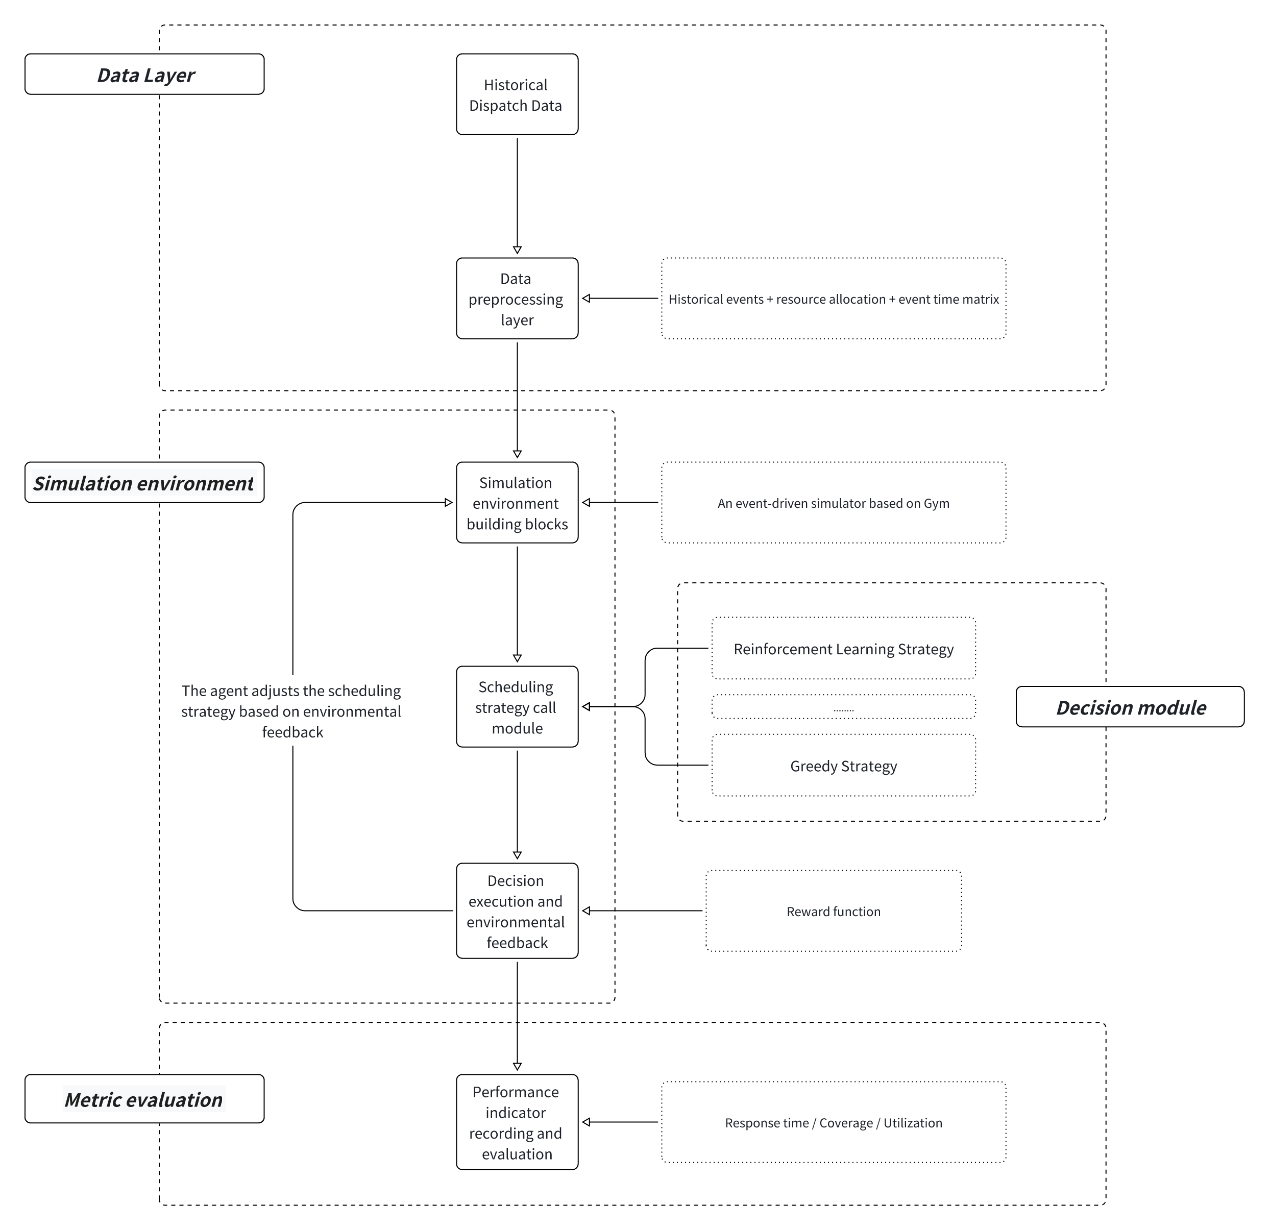 Data Layer
Historical
Dispatch Data
Data
preprocessing
layer
Historical events + resource allocation + event time matrix
Simulation environment
Simulation
environment
building blocks
An event-driven simulator based on Gym
The agent adjusts the scheduling
strategy based on environmental
feedback
Scheduling
strategy call
module
Reinforcement Learning Strategy
........
Greedy Strategy
Decision module
Decision
execution and
environmental
feedback
Reward function
Metric evaluation
Performance
indicator
recording and
evaluation
Response time / Coverage / Utilization